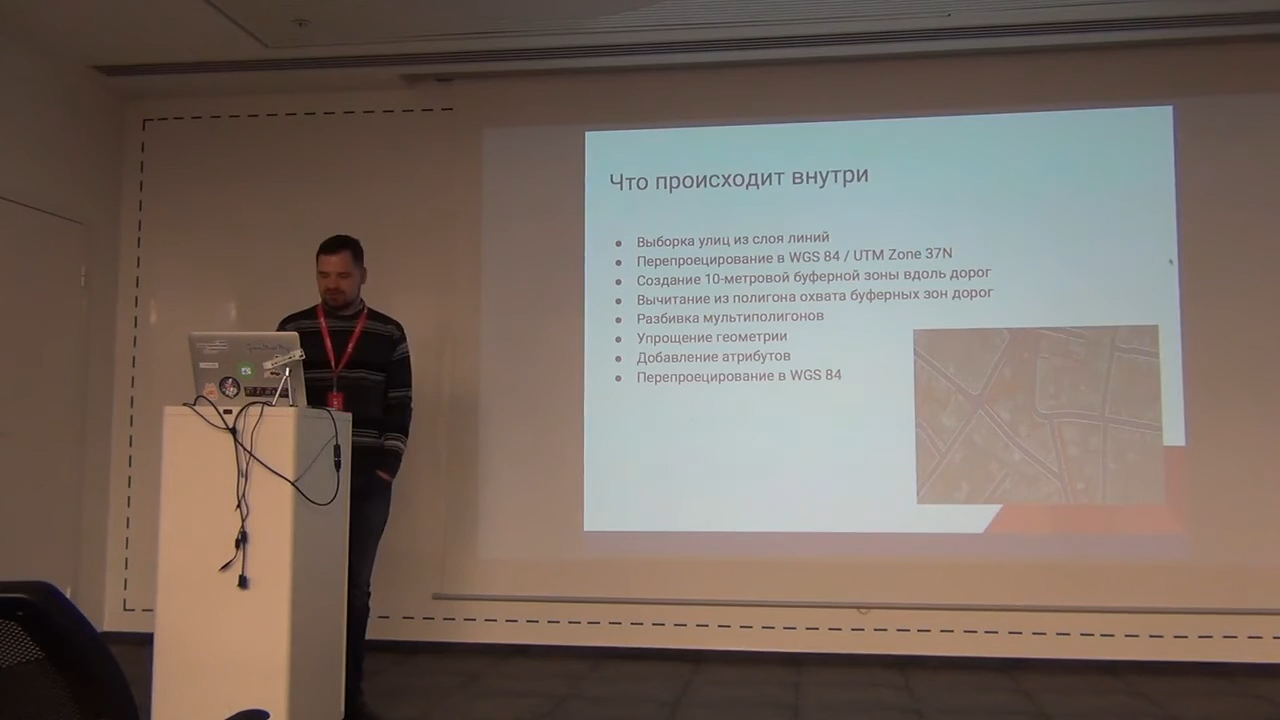 Что происходит внутри
● Выборка улиц из слоя линий
● Перепроецирование в WGS 84 / UTM Zone 37N
● Создание 10-метровой буферной зоны вдоль дорог
● Вычитание из полигона охвата буферных зон дорог
● Разбивка мультиполигонов
● Упрощение геометрии
● Добавление атрибутов
● Перепроецирование в WGS 84